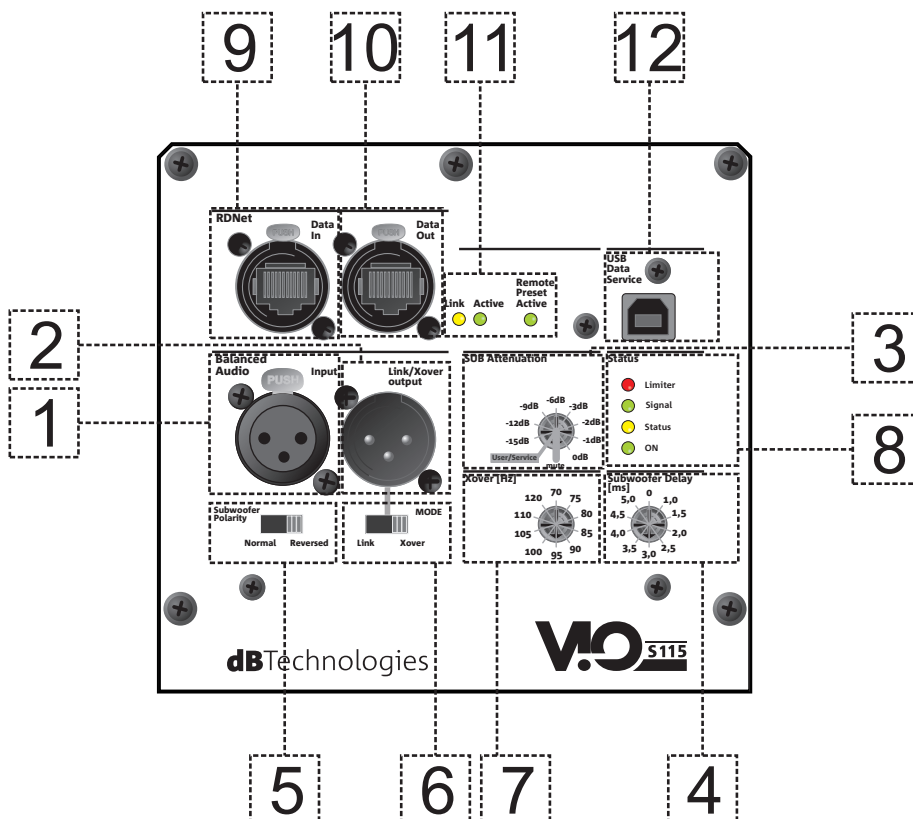 9 10 11 12
RDNet
Data
In
PUSH
Data
Out
PUSH
Link Active
Remote
Preset
Active
USB
Data
Service
2
1
3
8
Balanced
Audio
Input
PUSH
Link/Xover
output
SUB Attenuation
-6dB
-9dB -3dB
-12dB -2dB
-15dB -1dB
User/Service 0dB
mute
Status
Limiter
Signal
Status
ON
Subwoofer
Polarity
Normal Reversed
MODE
Link Xover
Xover [Hz]
70
120 75
110 80
105 85
100 90
95
Subwoofer Delay
[ms]
0
5,0 1,0
4,5 1,5
4,0 2,0
3,5 2,5
3,0
dBTechnologies
VIO S115
5 6 7 4